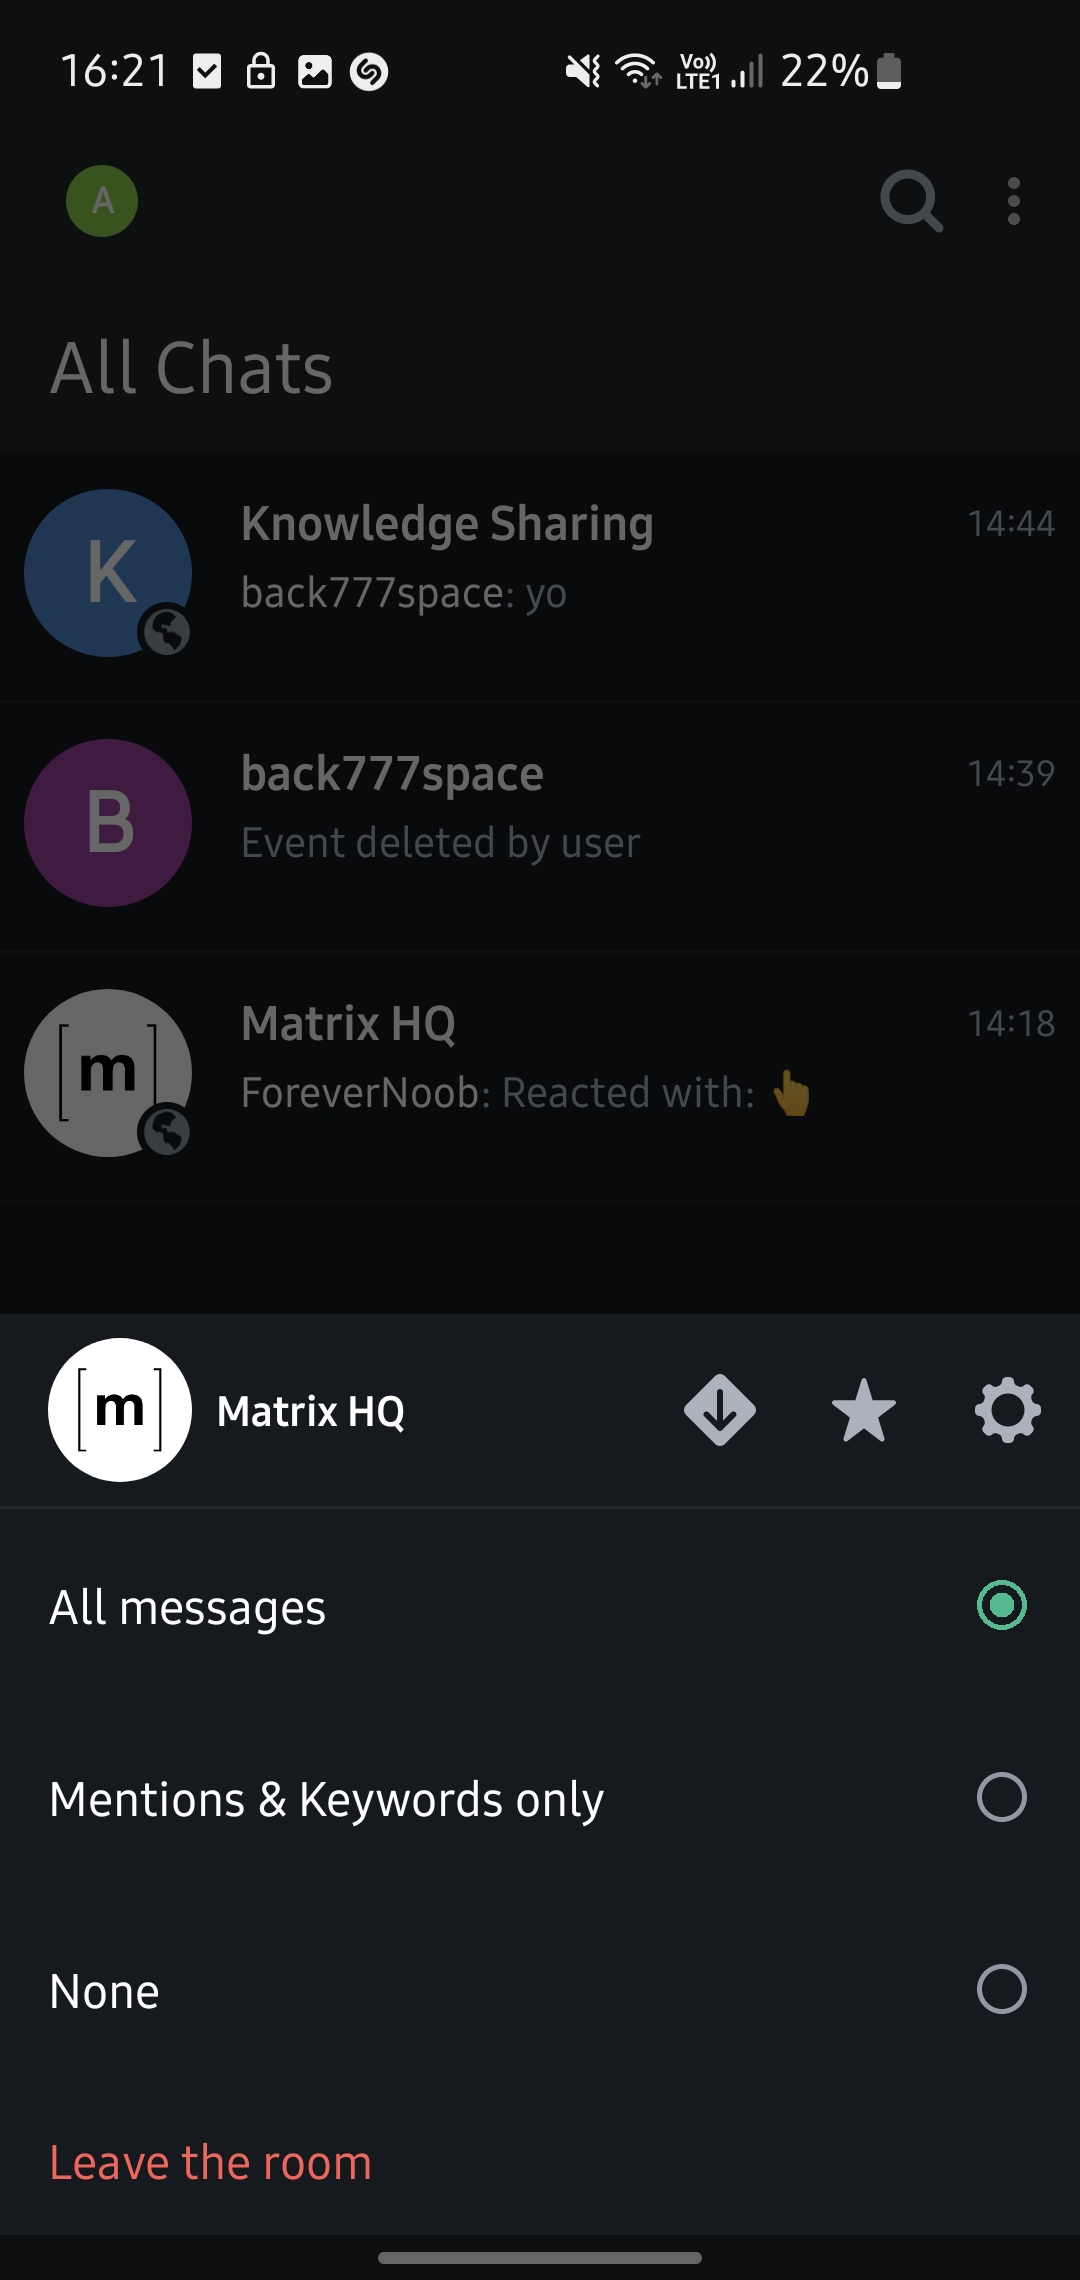 16:21 Vo)) LTE1 22%
A
All Chats
K
Knowledge Sharing 14:44
back777space: yo
B
back777space 14:39
Event deleted by user
[m]
Matrix HQ 14:18
ForeverNoob: Reacted with: 👆
[m] Matrix HQ
All messages
Mentions & Keywords only
None
Leave the room